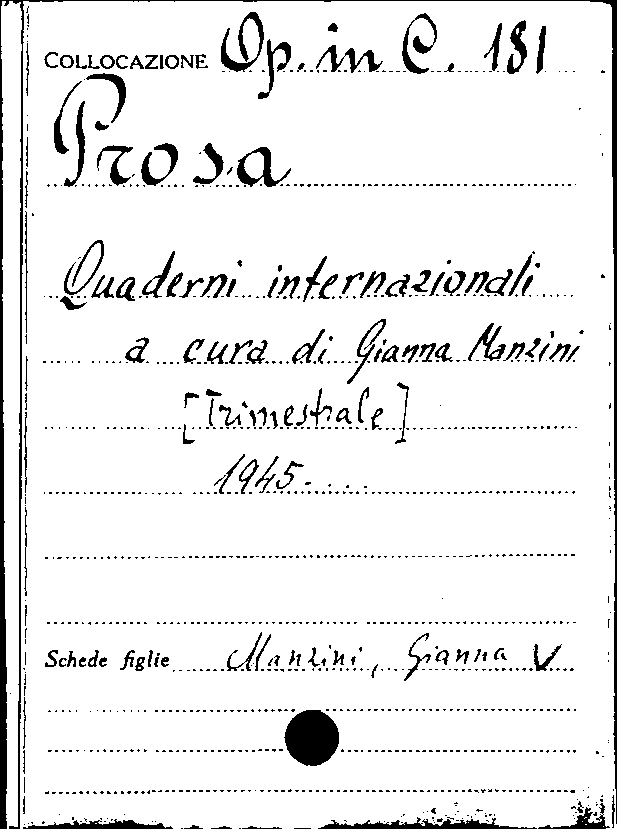 COLLOCAZIONE Op. in C. 181
Prosa
Quaderni internazionali
a cura di Gianna Manzini
[Trimestrale]
1945-....
Schede figlie Manzini, Gianna V